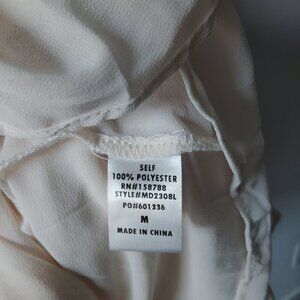 SELF
100% POLYESTER
RN#158788
STYLE#MD2308L
PO#601336
M
MADE IN CHINA